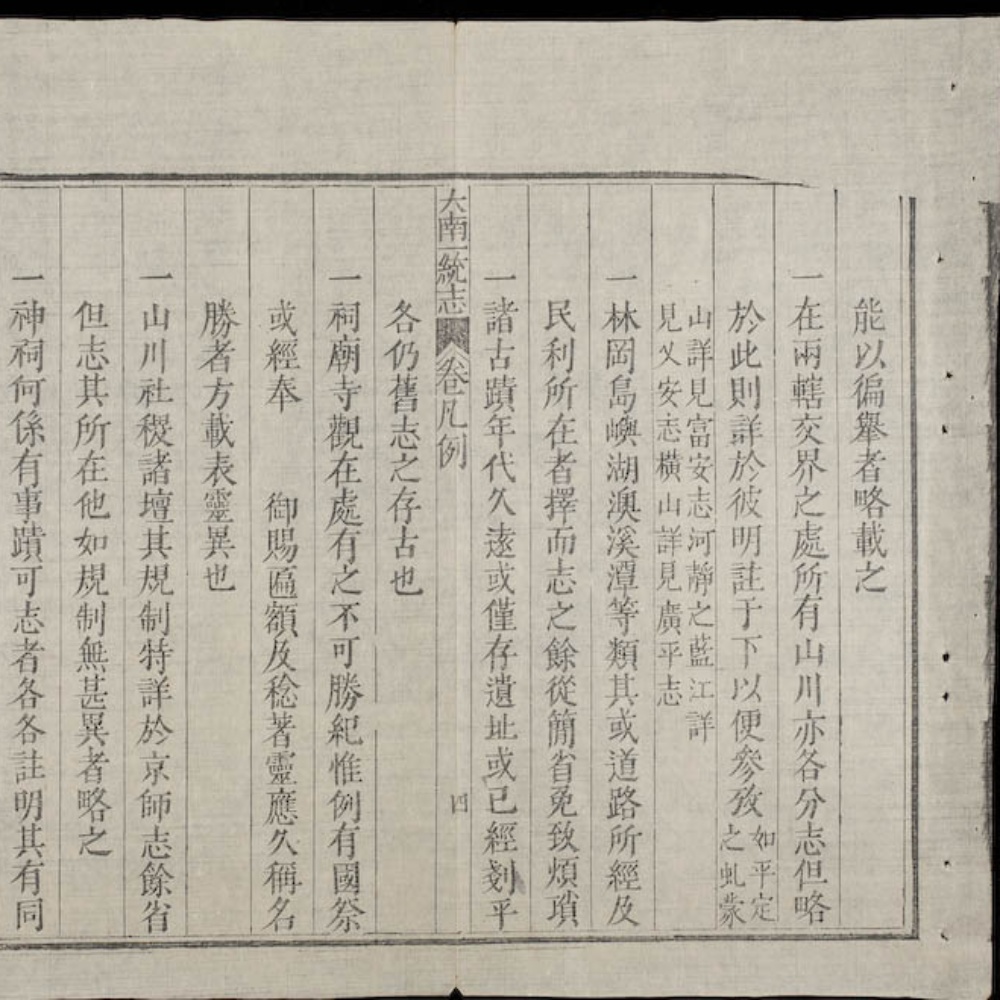 能以徧擧者略載之
一在兩轄交界之處所有山川亦各分志但略
於此則詳於彼明註于下以便參攷如平定之虬蒙
山詳見富安志河靜之藍江詳
見乂安志橫山詳見廣平志
一林岡島嶼湖澳溪潭等類其或道路所經及
民利所在者擇而志之餘從簡省免致煩瑣
一諸古蹟年代久遠或僅存遺址或已經剗平
大南一統志 卷凡例 四
各仍舊志之存古也
一祠廟寺觀在處有之不可勝紀惟例有國祭
或經奉 御賜匾額及稔著靈應久稱名
勝者方載表靈異也
一山川社稷諸壇其規制特詳於京師志餘省
但志其所在他如規制無甚異者略之
一神祠何係有事蹟可志者各各註明其有同